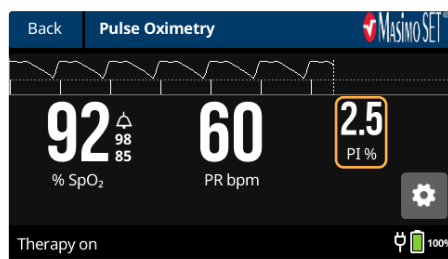 Back Pulse Oximetry Masimo SET®
92 98 85 60 2.5
% SpO₂ PR bpm PI %
Therapy on 100%